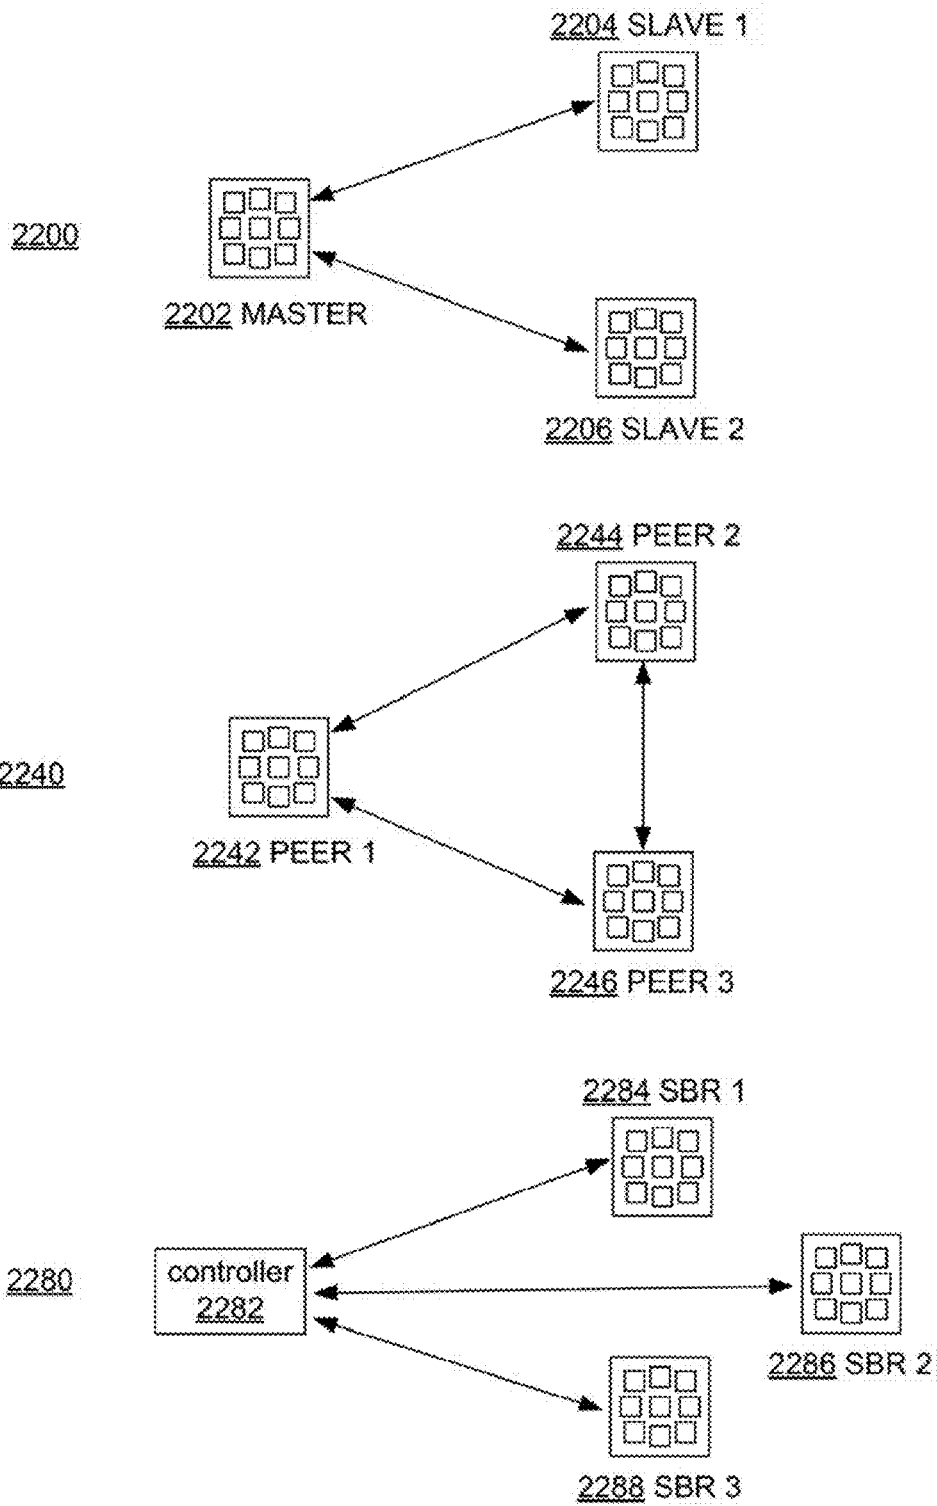 2204 SLAVE 1
2200
2202 MASTER
2206 SLAVE 2
2244 PEER 2
2240
2242 PEER 1
2246 PEER 3
2284 SBR 1
2280
controller
2282
2286 SBR 2
2288 SBR 3